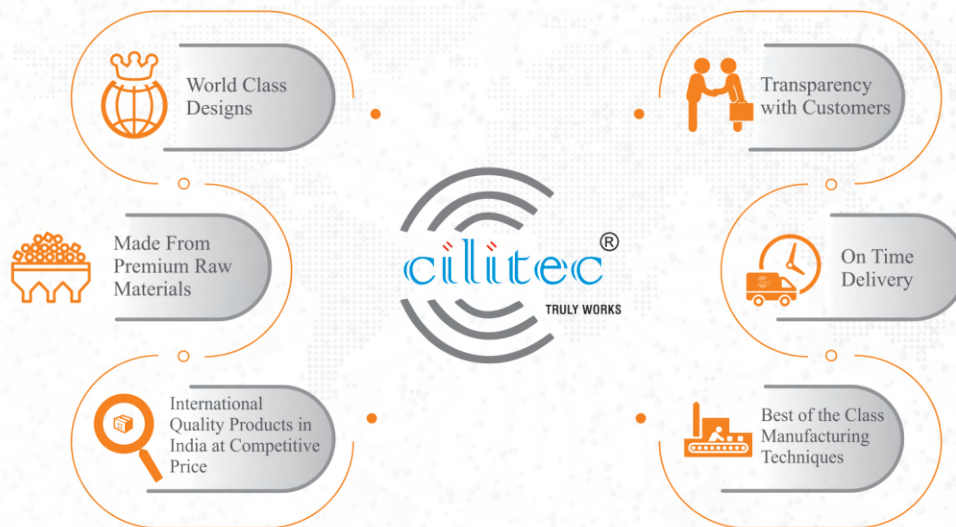 World Class
Designs
Made From
Premium Raw
Materials
International
Quality Products in
India at Competitive
Price
cilitec®
TRULY WORKS
Transparency
with Customers
On Time
Delivery
Best of the Class
Manufacturing
Techniques